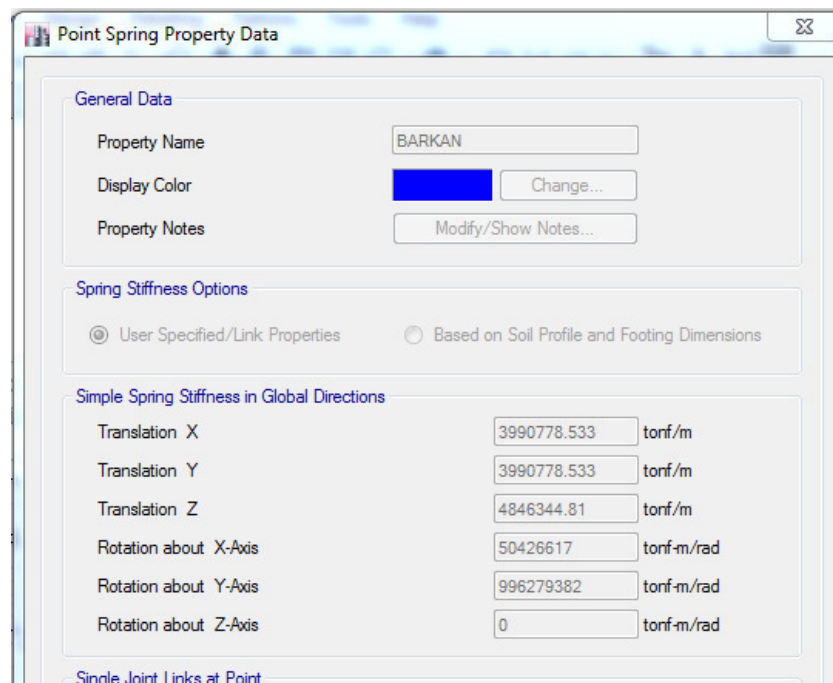 Point Spring Property Data
General Data
Property Name BARKAN
Display Color Change...
Property Notes Modify/Show Notes...
Spring Stiffness Options
User Specified/Link Properties Based on Soil Profile and Footing Dimensions
Simple Spring Stiffness in Global Directions
Translation X 3990778.533 tonf/m
Translation Y 3990778.533 tonf/m
Translation Z 4846344.81 tonf/m
Rotation about X-Axis 50426617 tonf-m/rad
Rotation about Y-Axis 996279382 tonf-m/rad
Rotation about Z-Axis 0 tonf-m/rad
Single Joint Links at Point